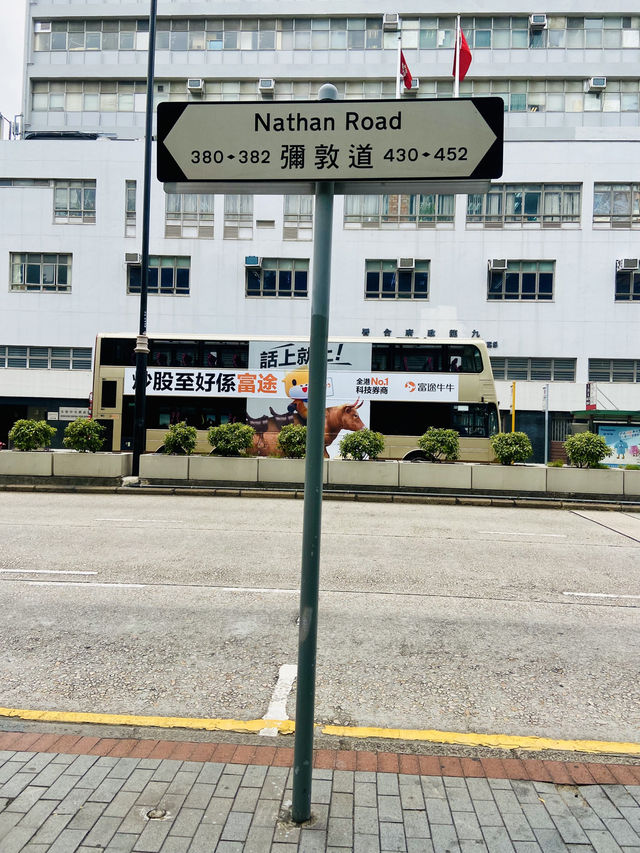 Nathan Road
380 382 彌敦道 430 452
話上就上!
炒股至好係富途
全港No.1
科技券商
富途牛牛